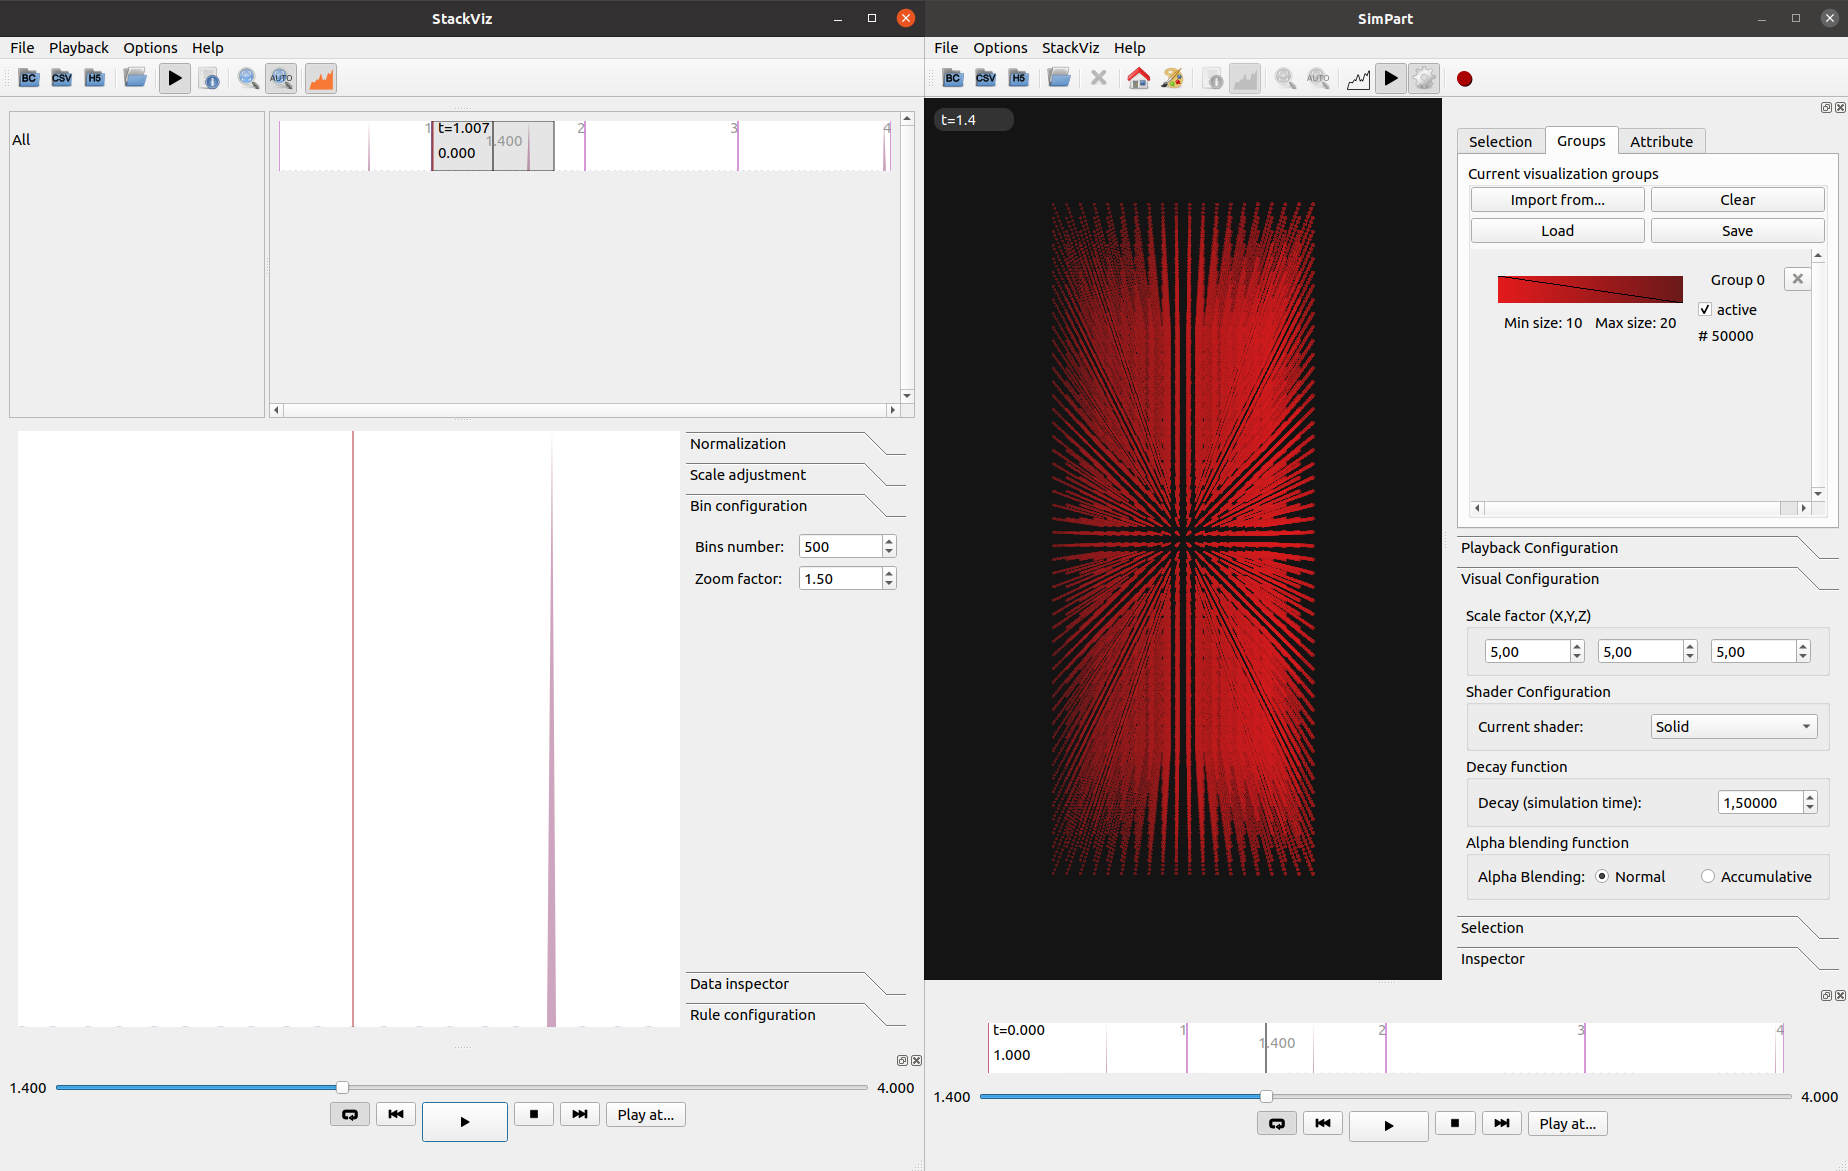 StackViz
File Playback Options Help
BC CSV H5 AUTO
All
1 t=1.007 1.400 2 3 4
0.000
Normalization
Scale adjustment
Bin configuration
Bins number: 500
Zoom factor: 1.50
Data inspector
Rule configuration
1.400 4.000
Play at...
SimPart
File Options StackViz Help
BC CSV H5 AUTO
t=1.4
Selection Groups Attribute
Current visualization groups
Import from... Clear
Load Save
Group 0
active
Min size: 10 Max size: 20
# 50000
Playback Configuration
Visual Configuration
Scale factor (X,Y,Z)
5,00 5,00 5,00
Shader Configuration
Current shader: Solid
Decay function
Decay (simulation time): 1,50000
Alpha blending function
Alpha Blending: Normal Accumulative
Selection
Inspector
t=0.000 1 1.400 2 3 4
1.000
1.400 4.000
Play at...